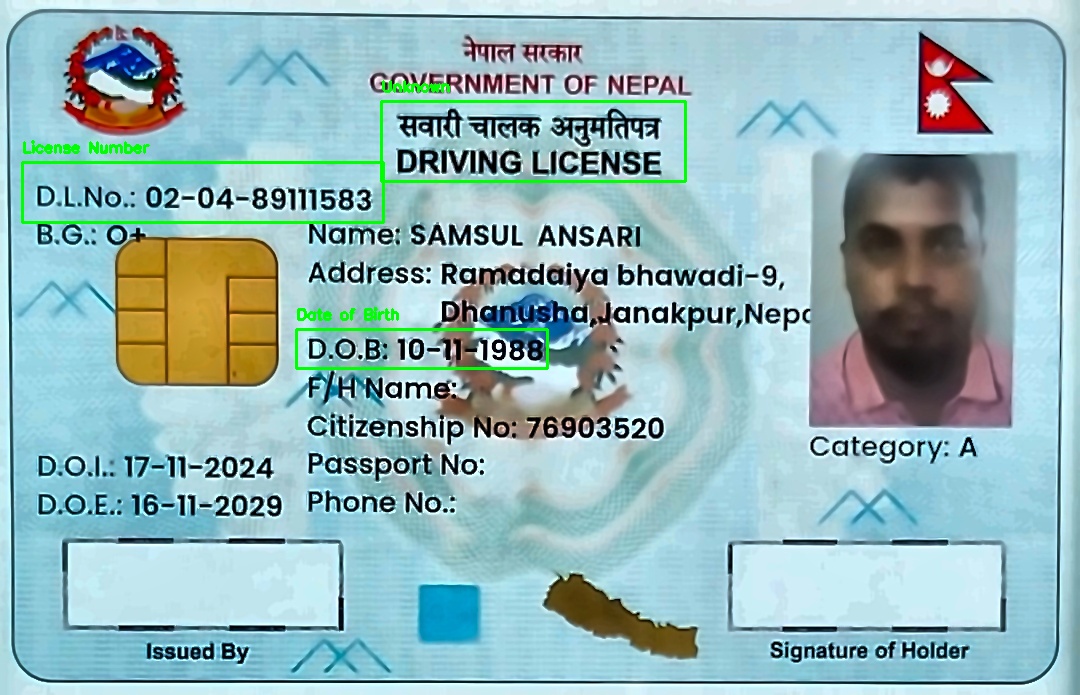 नेपाल सरकार
GOVERNMENT OF NEPAL
Unknown
सवारी चालक अनुमतिपत्र
DRIVING LICENSE
License Number
D.L.No.: 02-04-89111583
B.G.: O+
Name: SAMSUL ANSARI
Address: Ramadaiya bhawadi-9,
Dhanusha,Janakpur,Nepa
Date of Birth
D.O.B: 10-11-1988
F/H Name:
Citizenship No: 76903520
Category: A
D.O.I.: 17-11-2024
Passport No:
D.O.E.: 16-11-2029
Phone No.:
Issued By
Signature of Holder